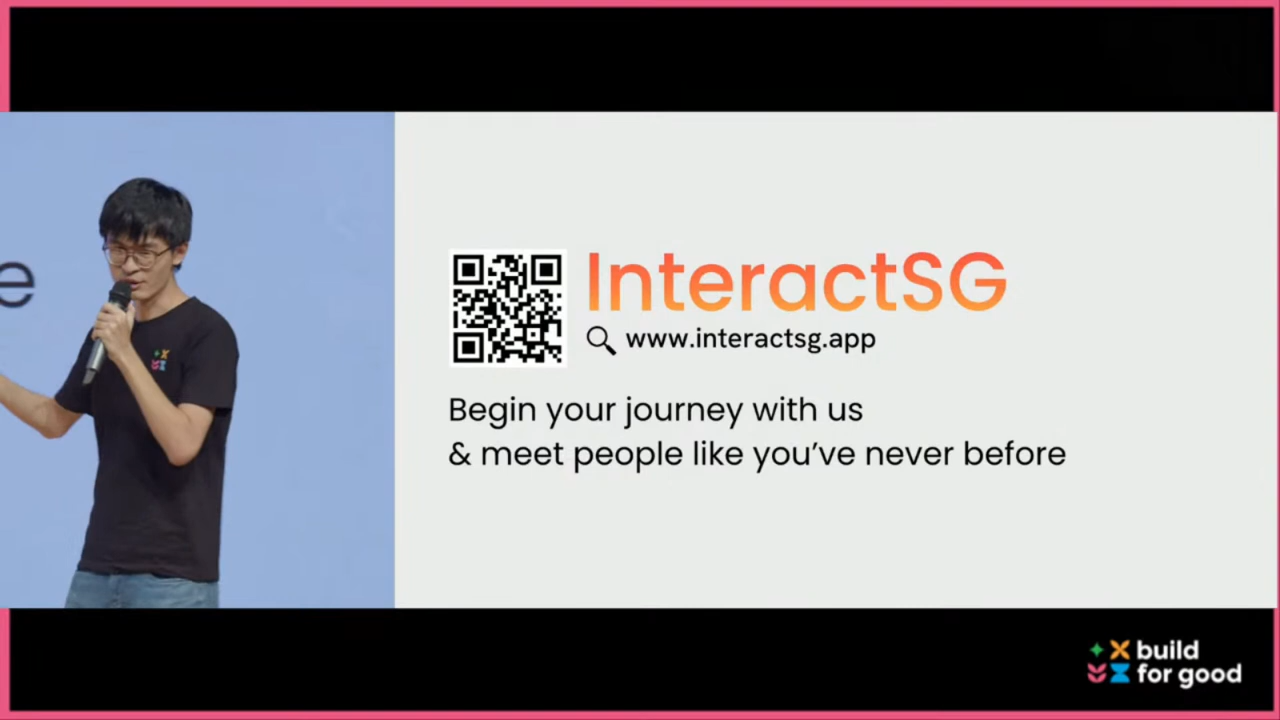 e
InteractSG
www.interactsg.app
Begin your journey with us
& meet people like you’ve never before
build
for good